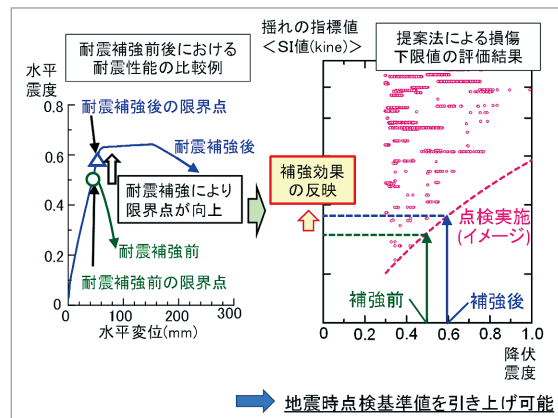 耐震補強前後における
耐震性能の比較例
水平
震度
0.8
0.6
0.4
0.2
0
耐震補強後の限界点
耐震補強後
耐震補強により
限界点が向上
耐震補強前
耐震補強前の限界点
0
100
200
300
水平変位(mm)
揺れの指標値
＜SI値(kine)＞
提案法による損傷
下限値の評価結果
補強効果
の反映
点検実施
(イメージ)
補強前
補強後
0.0
0.2
0.4
0.6
0.8
1.0
降伏
震度
地震時点検基準値を引き上げ可能